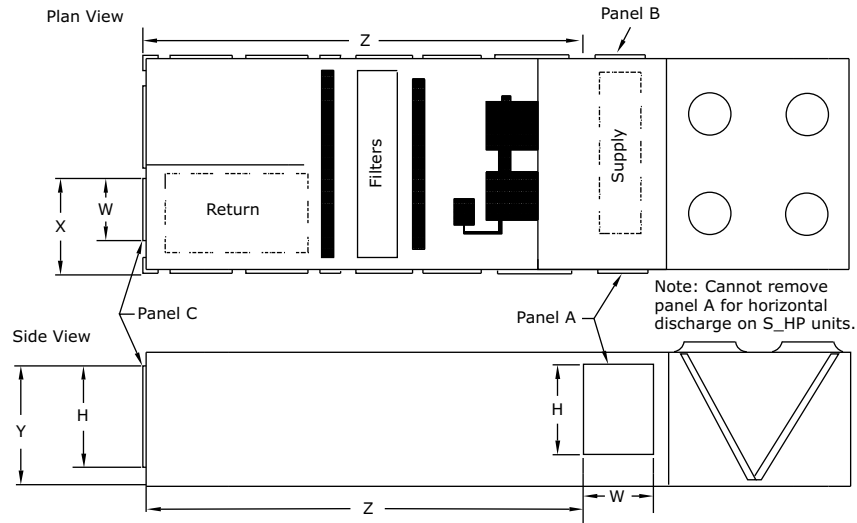 Plan View
Z
Panel B
Filters
Supply
W
X
Return
Note: Cannot remove
panel A for horizontal
discharge on S_HP units.
Panel C
Panel A
Side View
H
Y
H
Z
W